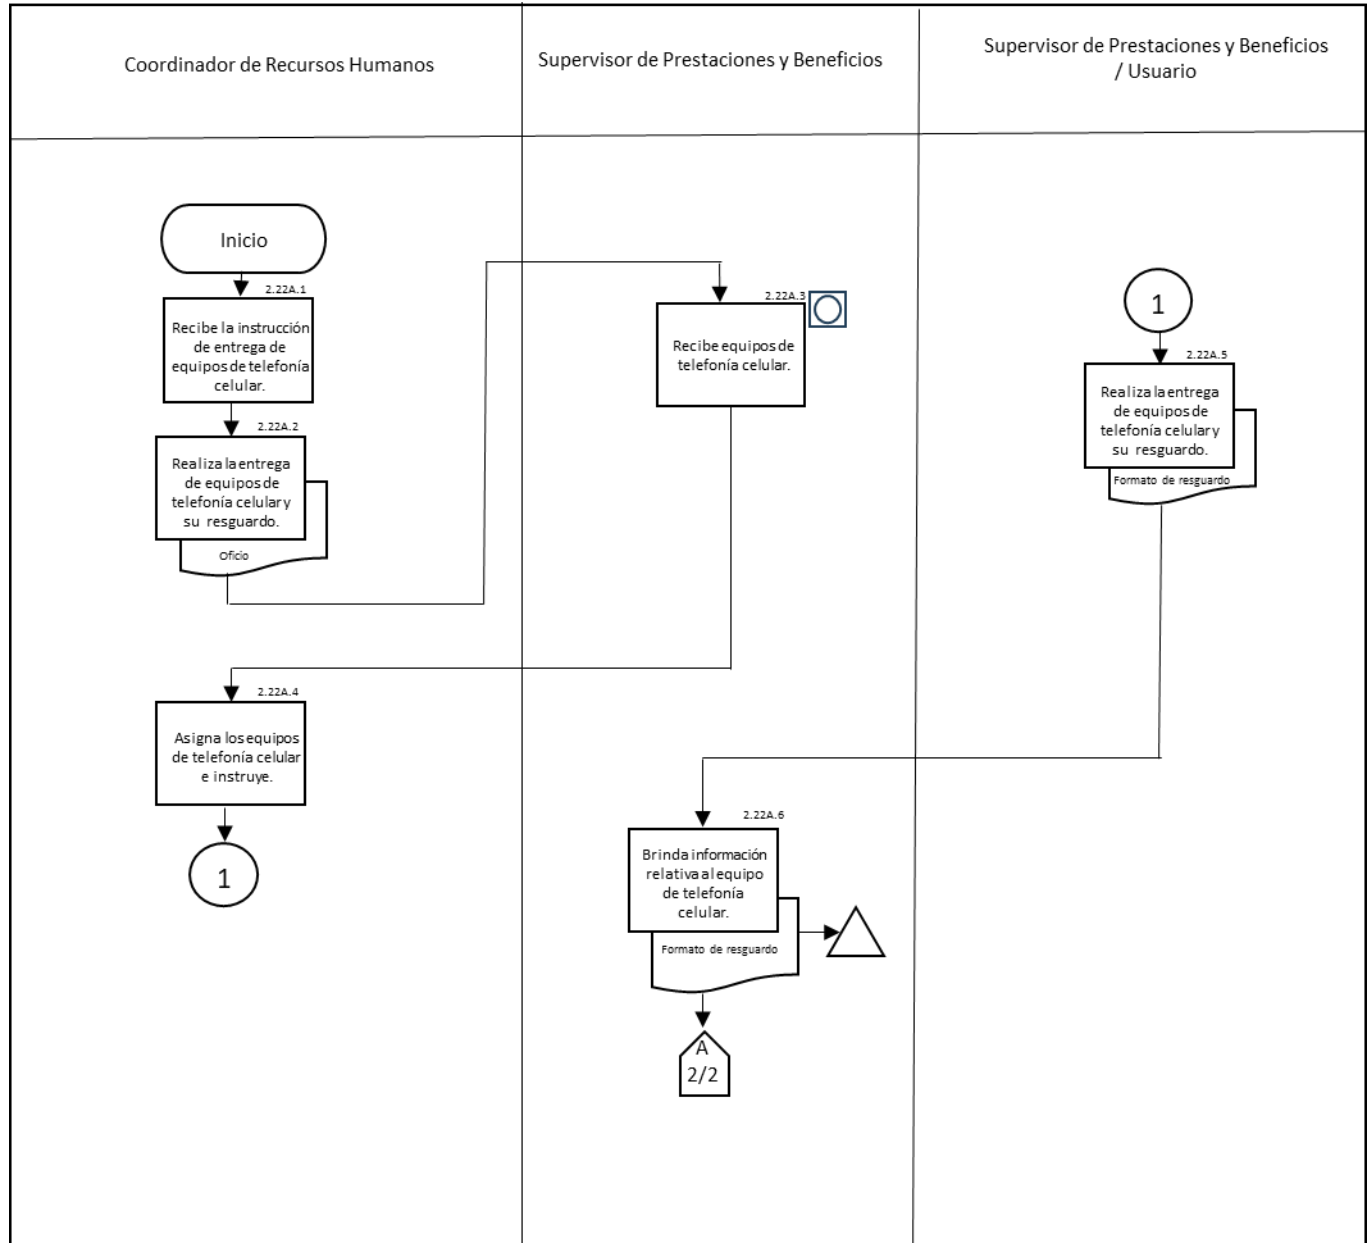 Coordinador de Recursos Humanos
Supervisor de Prestaciones y Beneficios
Supervisor de Prestaciones y Beneficios
/ Usuario
Inicio
2.22A.1
Recibe la instrucción
de entrega de
equipos de telefonía
celular.
2.22A.2
Realiza la entrega
de equipos de
telefonía celular y
su resguardo.
Oficio
2.22A.3
Recibe equipos de
telefonía celular.
2.22A.4
Asigna los equipos
de telefonía celular
e instruye.
1
1
2.22A.5
Realiza la entrega
de equipos de
telefonía celular y
su resguardo.
Formato de resguardo
2.22A.6
Brinda información
relativa al equipo
de telefonía
celular.
Formato de resguardo
A
2/2